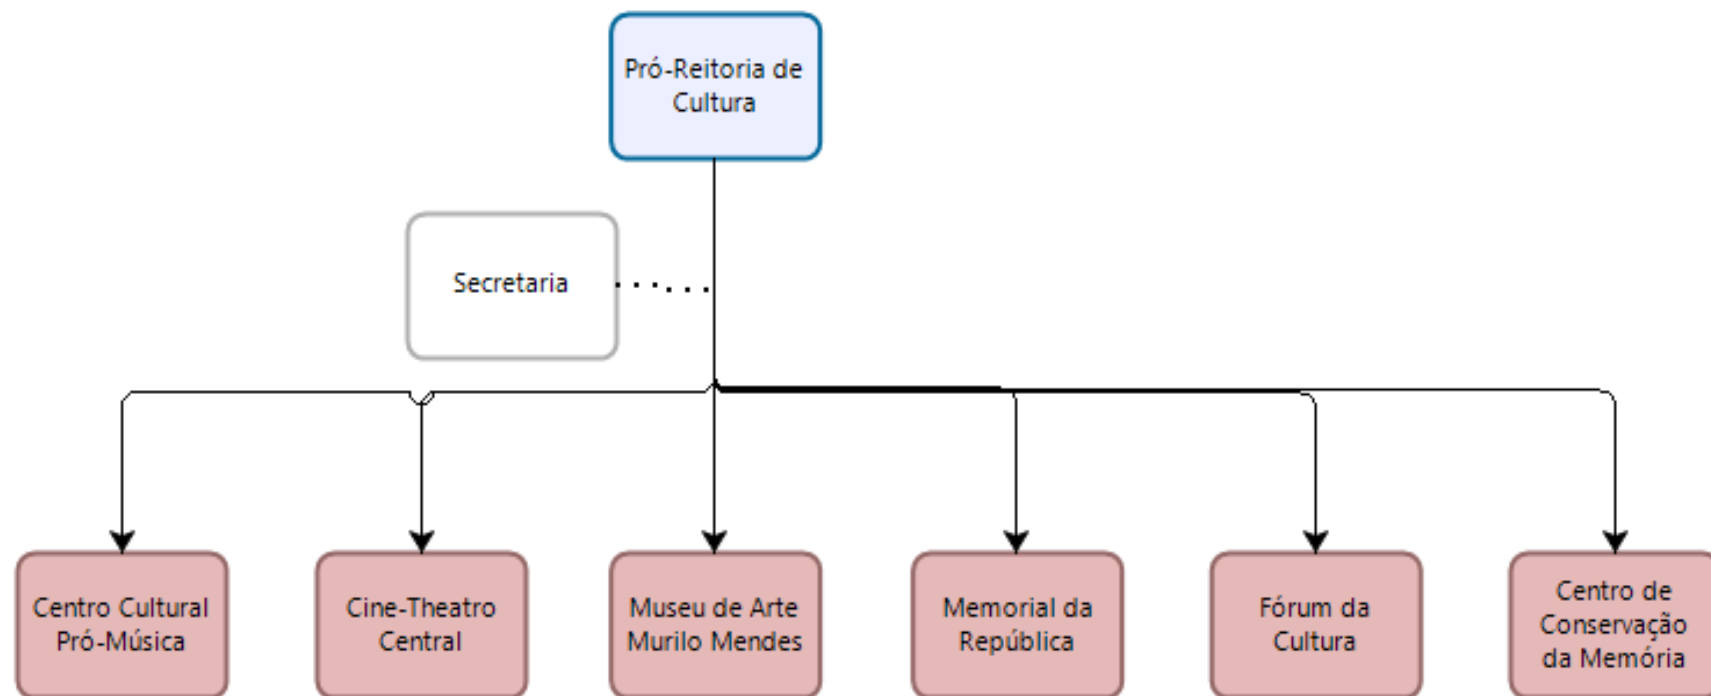 Pró-Reitoria de
Cultura
Secretaria
Centro Cultural
Pró-Música
Cine-Theatro
Central
Museu de Arte
Murilo Mendes
Memorial da
República
Fórum da
Cultura
Centro de
Conservação
da Memória